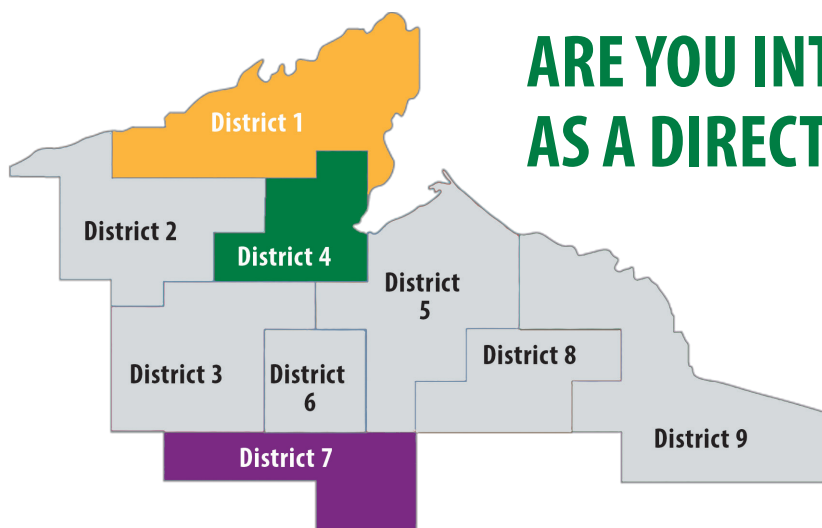 ARE YOU INT
AS A DIRECT
District 1
District 2
District 4
District
5
District 3
District
6
District 8
District 7
District 9